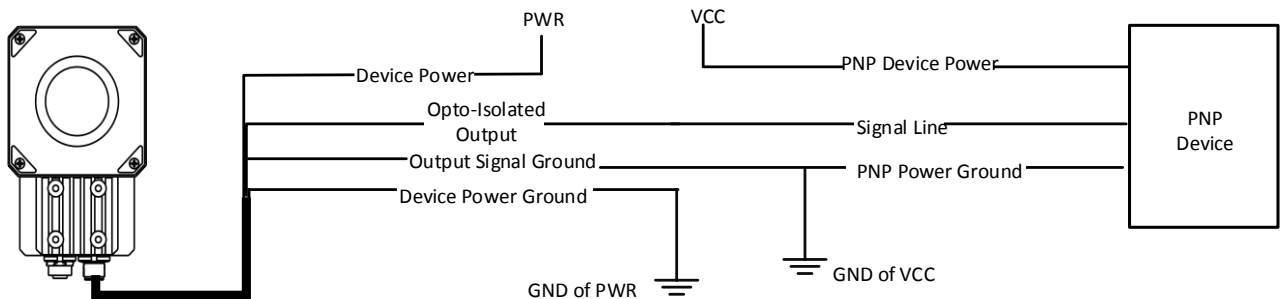 PWR
VCC
Device Power
PNP Device Power
Opto-Isolated
Output
Signal Line
PNP
Device
Output Signal Ground
PNP Power Ground
Device Power Ground
GND of PWR
GND of VCC